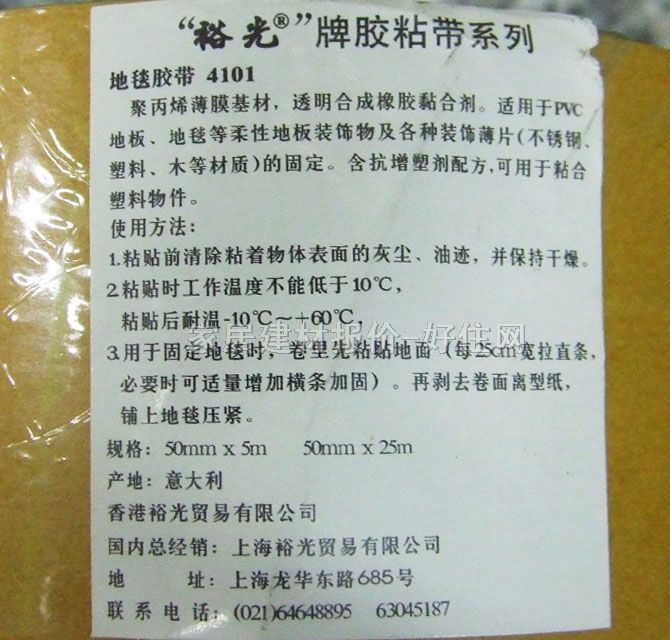 “裕光®”牌胶粘带系列
地毯胶带 4101
聚丙烯薄膜基材，透明合成橡胶黏合剂。适用于PVC
地板、地毯等柔性地板装饰物及各种装饰薄片(不锈钢、
塑料、木等材质)的固定。含抗增塑剂配方,可用于粘合
塑料物件。
使用方法:
1.粘贴前清除粘着物体表面的灰尘、油迹，并保持干燥。
2.粘贴时工作温度不能低于10℃,
粘贴后耐温-10℃～+60℃,
家居建材报价 好住网
3.用于固定地毯时，卷里先粘贴地面（每25cm宽拉直条,
必要时可适量增加横条加固）。再剥去卷面离型纸,
铺上地毯压紧。
规格: 50mm x 5m 50mm x 25m
产地: 意大利
香港裕光贸易有限公司
国内总经销: 上海裕光贸易有限公司
地 址: 上海龙华东路685号
联系电话: (021)64648895 63045187